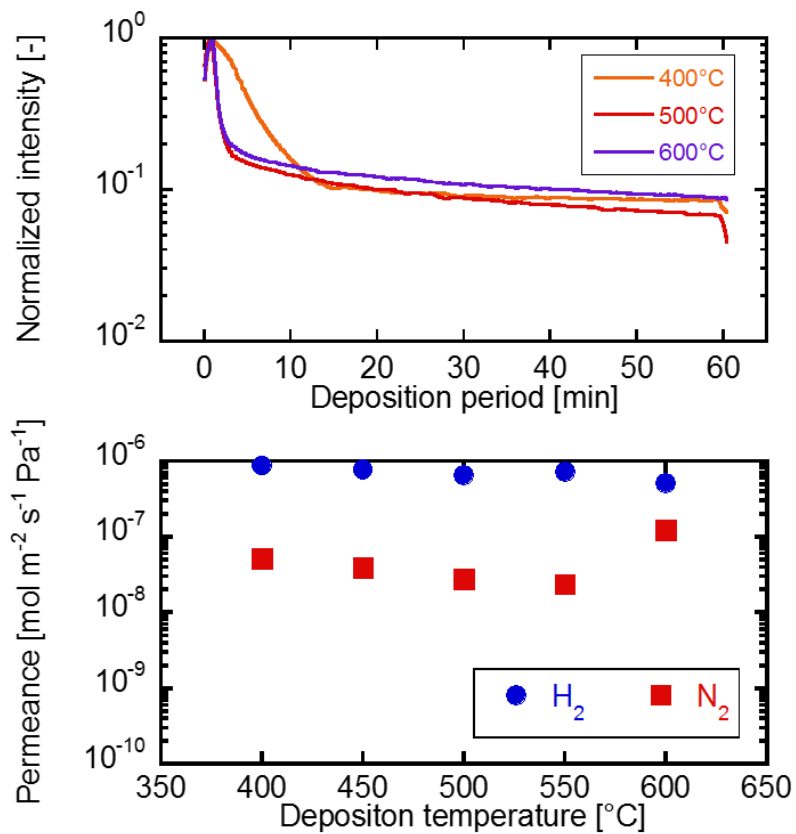 Normalized intensity [-]
10⁰
10⁻¹
10⁻²
400°C
500°C
600°C
0 10 20 30 40 50 60
Deposition period [min]
Permeance [mol m⁻² s⁻¹ Pa⁻¹]
10⁻⁶
10⁻⁷
10⁻⁸
10⁻⁹
10⁻¹⁰
H₂ N₂
350 400 450 500 550 600 650
Depositon temperature [°C]